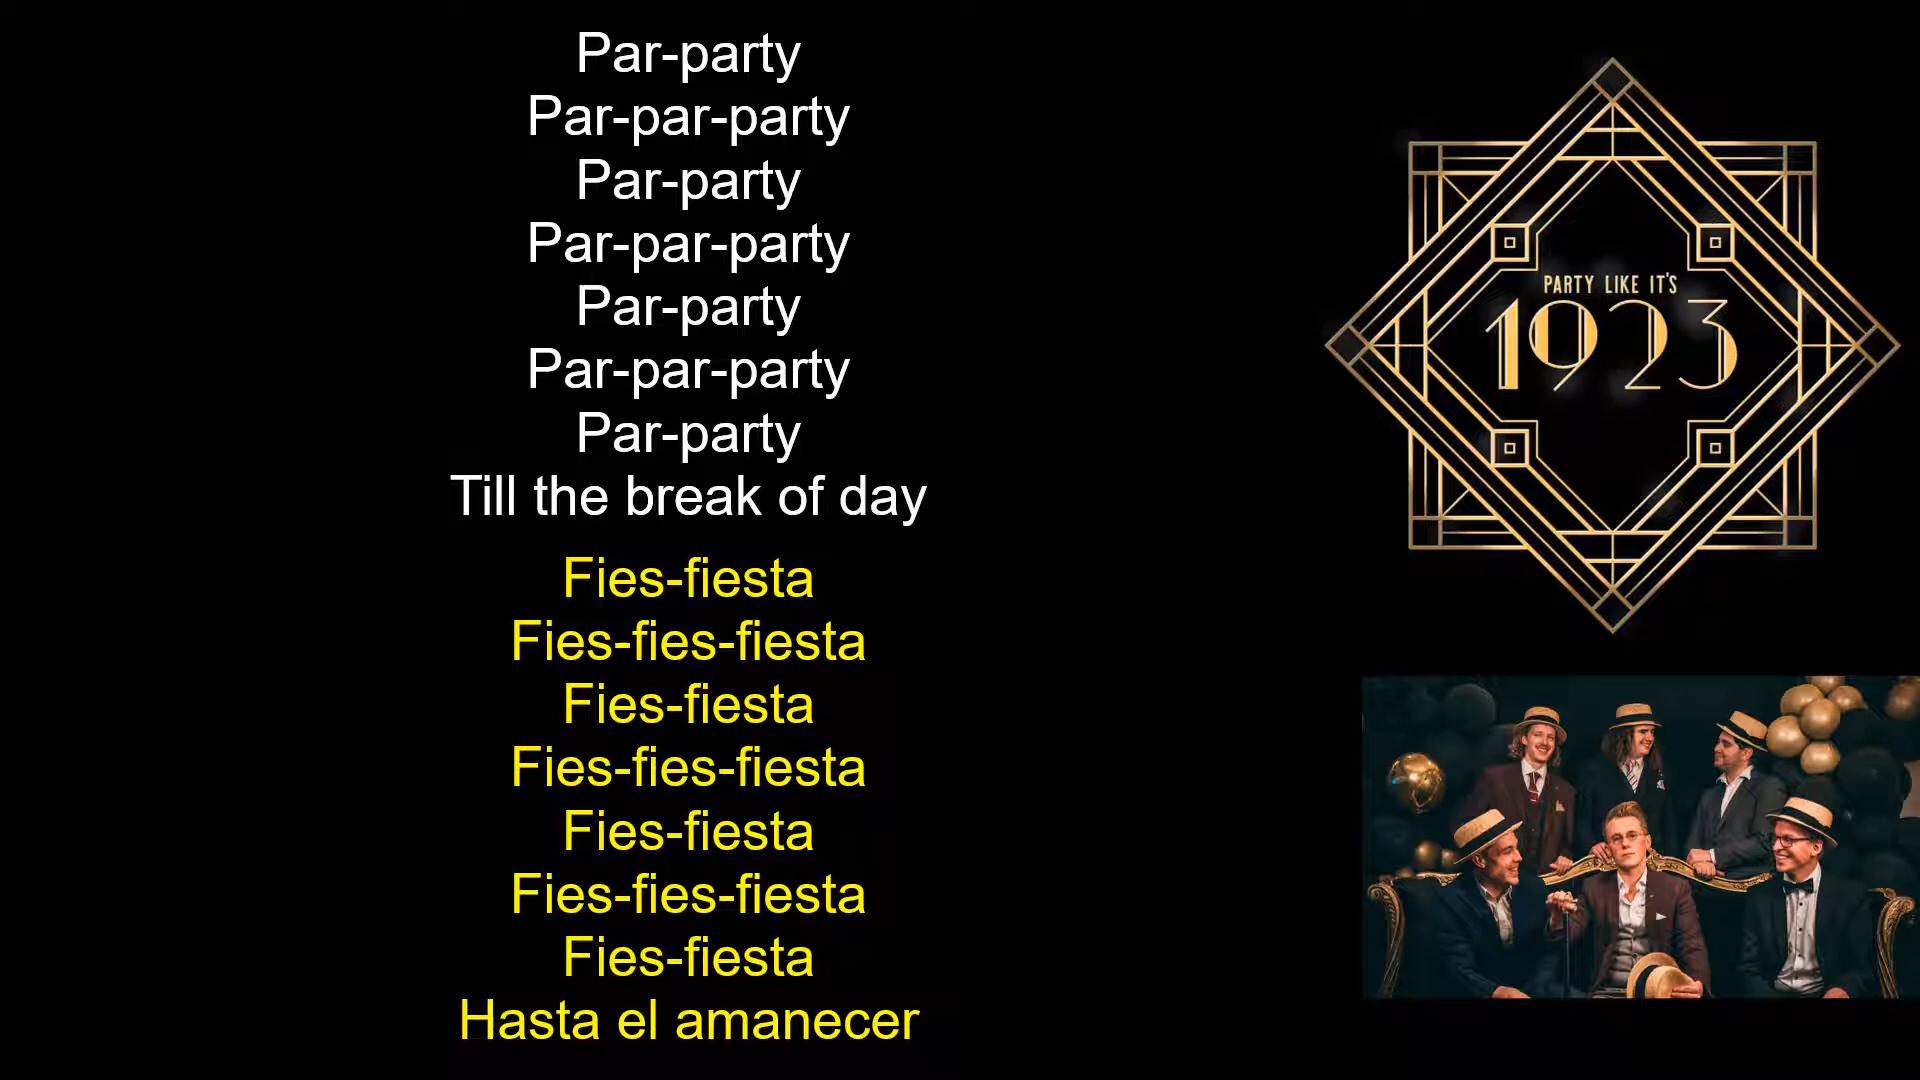 Par-party
Par-par-party
Par-party
Par-par-party
Par-party
Par-par-party
Par-party
Till the break of day
Fies-fiesta
Fies-fies-fiesta
Fies-fiesta
Fies-fies-fiesta
Fies-fiesta
Fies-fies-fiesta
Fies-fiesta
Hasta el amanecer
PARTY LIKE IT'S
1923